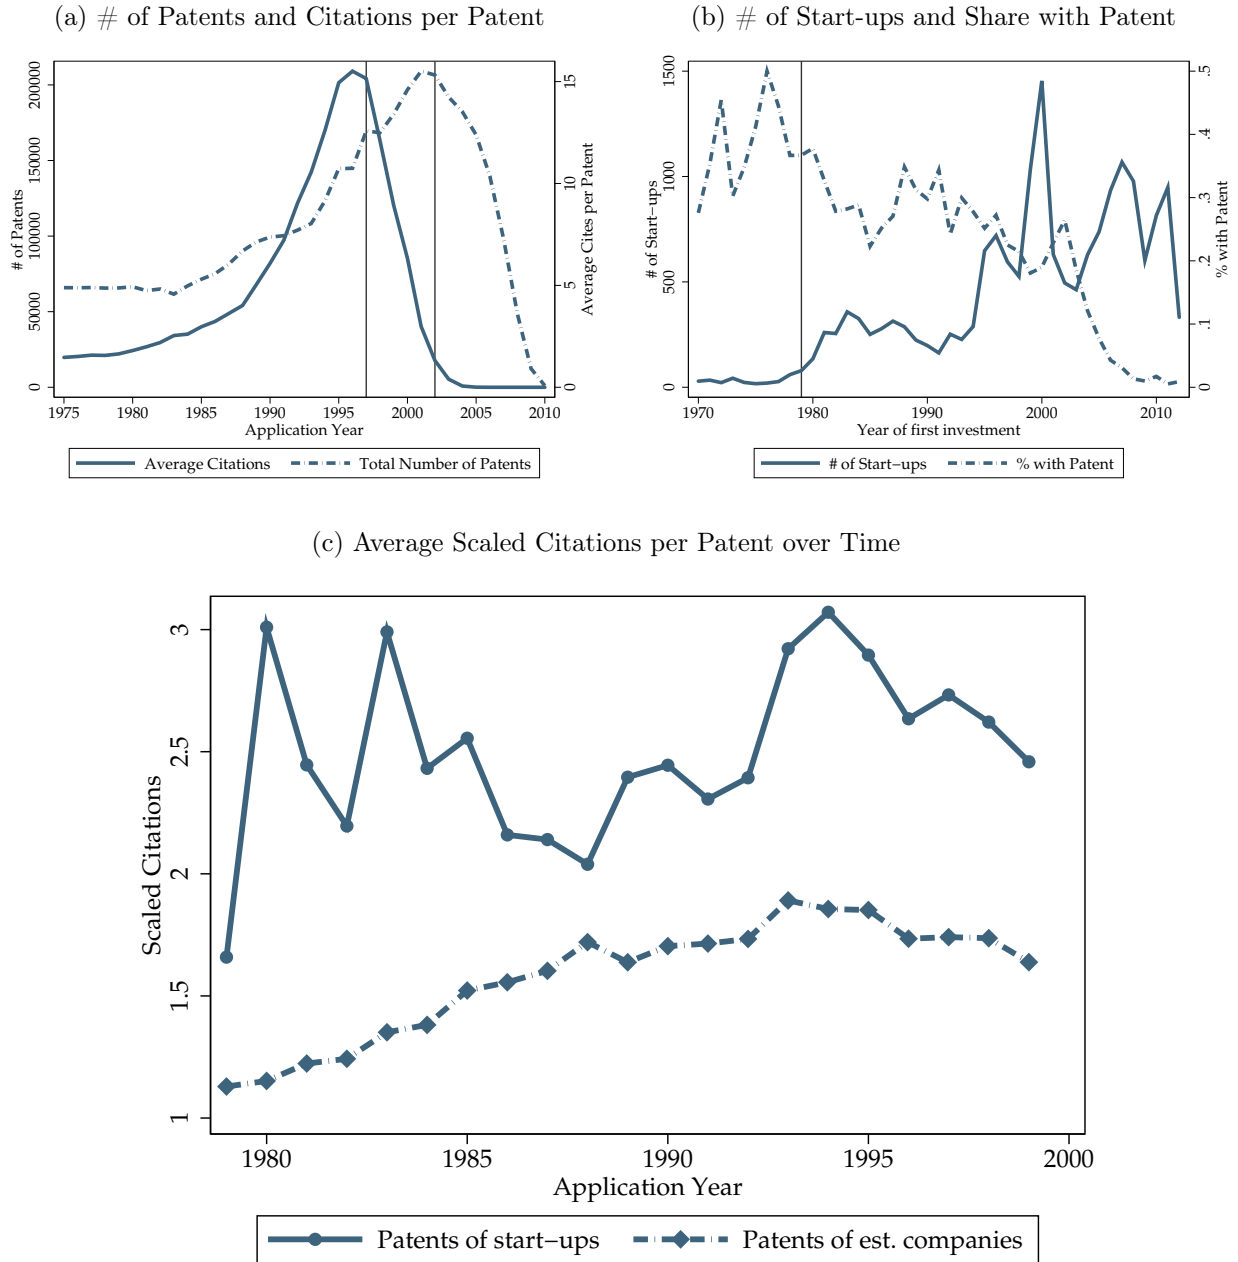 (a) # of Patents and Citations per Patent
(b) # of Start-ups and Share with Patent
# of Patents
0
50000
100000
150000
200000
Average Cites per Patent
0
5
10
15
1975
1980
1985
1990
1995
2000
2005
2010
Application Year
Average Citations
Total Number of Patents
# of Start−ups
0
500
1000
1500
% with Patent
0
.1
.2
.3
.4
.5
1970
1980
1990
2000
2010
Year of first investment
# of Start−ups
% with Patent
(c) Average Scaled Citations per Patent over Time
Scaled Citations
1
1.5
2
2.5
3
1980
1985
1990
1995
2000
Application Year
Patents of start−ups
Patents of est. companies